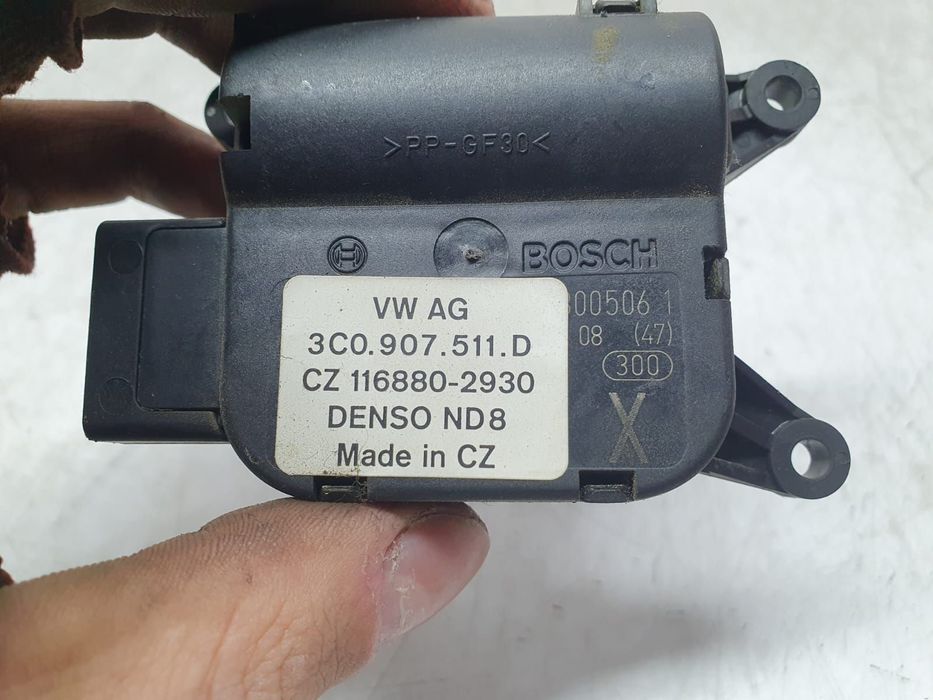 >PP-GF30<
BOSCH
VW AG
3C0.907.511.D
CZ 116880-2930
DENSO ND8
Made in CZ
1
08 (47)
300
X